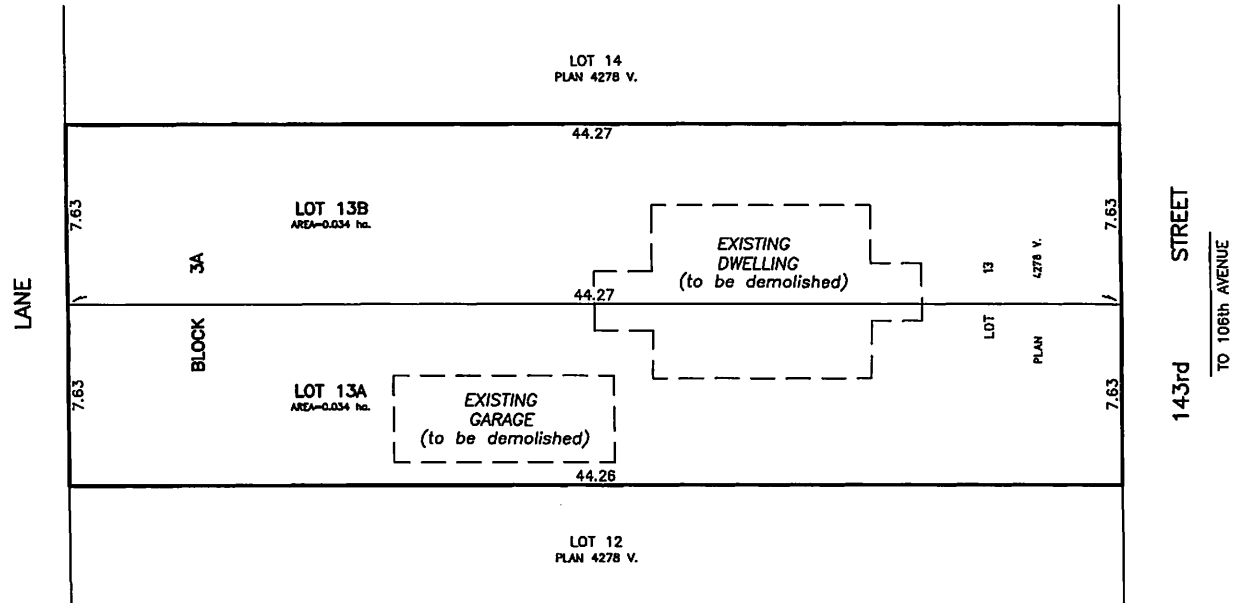 LOT 14
PLAN 4278 V.
44.27
7.63
LOT 13B
AREA=0.034 ha.
EXISTING
DWELLING
(to be demolished)
7.63
LANE
BLOCK 3A
44.27
LOT 13
PLAN 4278 V.
143rd STREET
TO 106th AVENUE
7.63
LOT 13A
AREA=0.034 ha.
EXISTING
GARAGE
(to be demolished)
7.63
44.26
LOT 12
PLAN 4278 V.